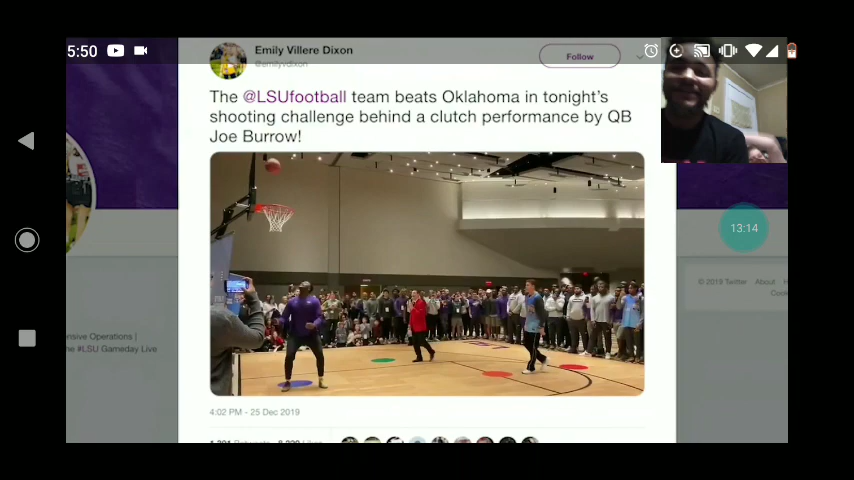 5:50
Emily Villere Dixon
@emilyvdixon
Follow
The @LSUfootball team beats Oklahoma in tonight's
shooting challenge behind a clutch performance by QB
Joe Burrow!
13:14
© 2019 Twitter About
ensive Operations |
he #LSU Gameday Live
4:02 PM - 25 Dec 2019